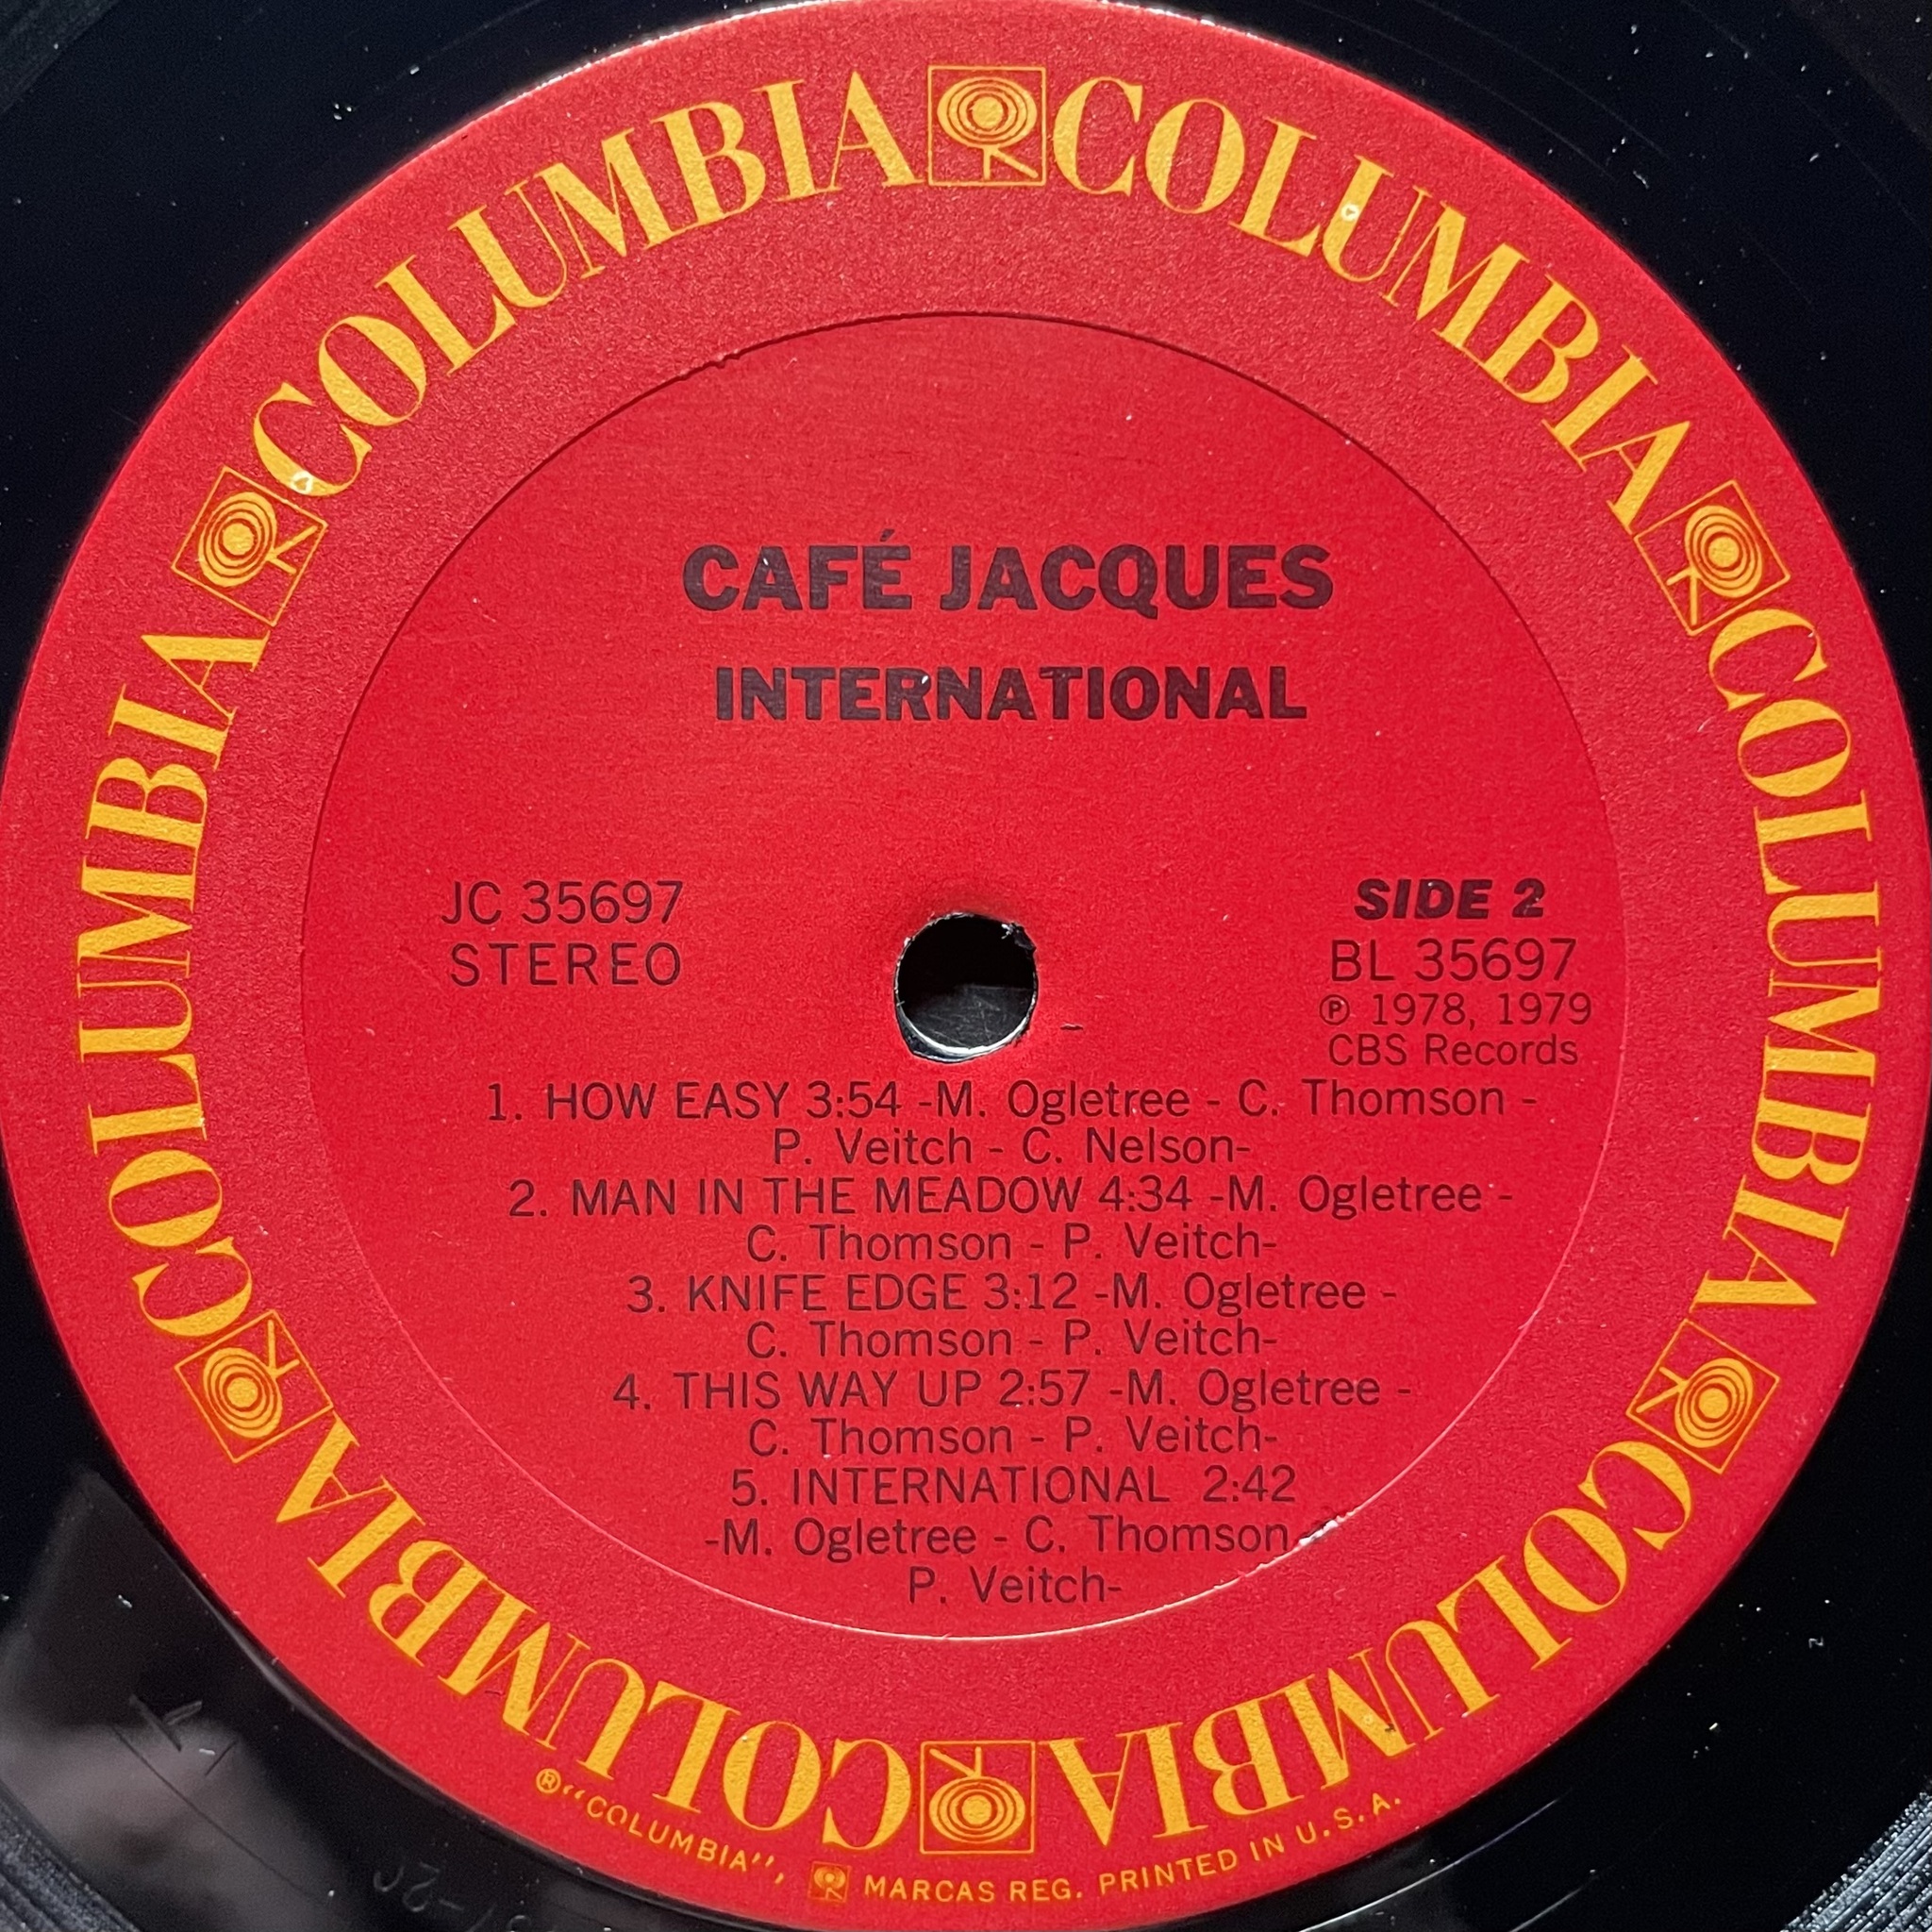 COLUMBIA COLUMBIA COLUMBIA COLUMBIA COLUMBIA COLUMBIA
CAFÉ JACQUES
INTERNATIONAL
JC 35697
STEREO
SIDE 2
BL 35697
℗ 1978, 1979
CBS Records
1. HOW EASY 3:54 -M. Ogletree - C. Thomson -
P. Veitch - C. Nelson-
2. MAN IN THE MEADOW 4:34 -M. Ogletree -
C. Thomson - P. Veitch-
3. KNIFE EDGE 3:12 -M. Ogletree -
C. Thomson - P. Veitch-
4. THIS WAY UP 2:57 -M. Ogletree -
C. Thomson - P. Veitch-
5. INTERNATIONAL 2:42
-M. Ogletree - C. Thomson -
P. Veitch-
®"COLUMBIA", MARCAS REG. PRINTED IN U.S.A.